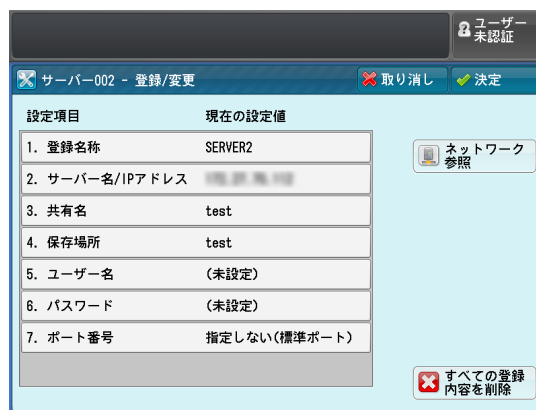 ユーザー
未認証
サーバー002 - 登録/変更
取り消し
決定
設定項目
現在の設定値
1. 登録名称 SERVER2
2. サーバー名/IPアドレス
3. 共有名 test
4. 保存場所 test
5. ユーザー名 (未設定)
6. パスワード (未設定)
7. ポート番号 指定しない(標準ポート)
ネットワーク
参照
すべての登録
内容を削除